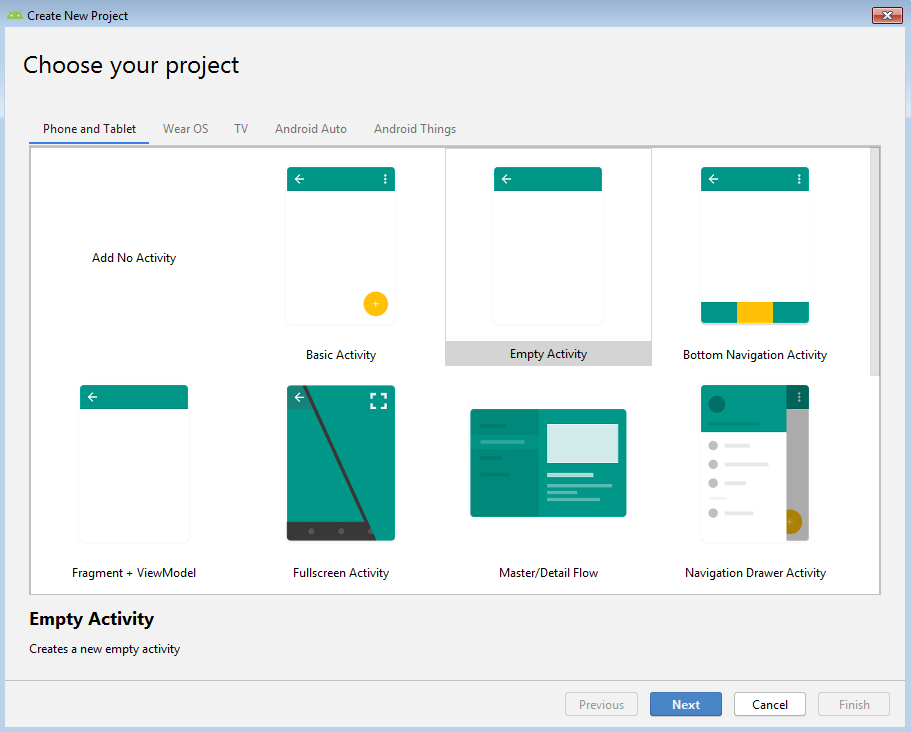 Create New Project
Choose your project
Phone and Tablet Wear OS TV Android Auto Android Things
Add No Activity
Basic Activity
Empty Activity
Bottom Navigation Activity
Fragment + ViewModel
Fullscreen Activity
Master/Detail Flow
Navigation Drawer Activity
Empty Activity
Creates a new empty activity
Previous Next Cancel Finish